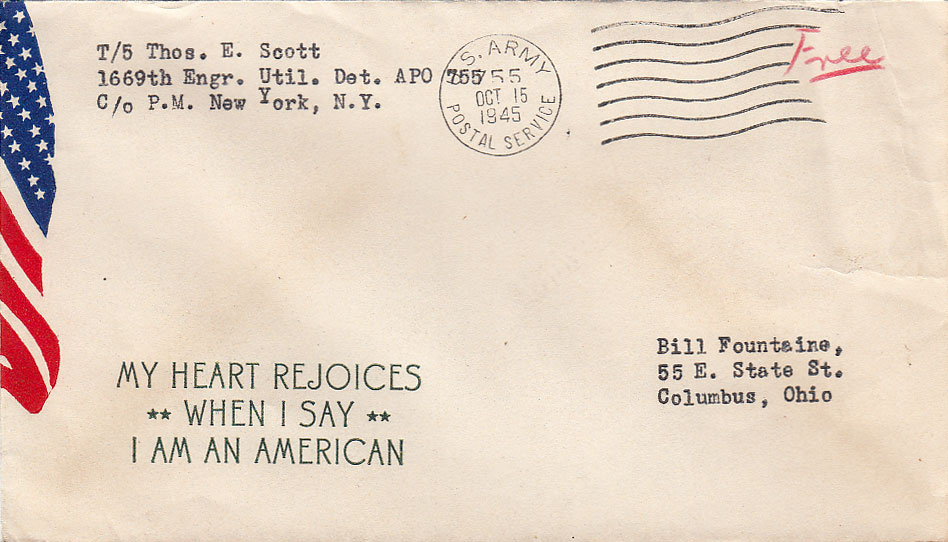 T/5 Thos. E. Scott
1669th Engr. Util. Det. APO 755
C/o P.M. New York, N.Y.
U.S. ARMY
755
OCT 15
1945
POSTAL SERVICE
Free
MY HEART REJOICES
** WHEN I SAY **
I AM AN AMERICAN
Bill Fountaine,
55 E. State St.
Columbus, Ohio